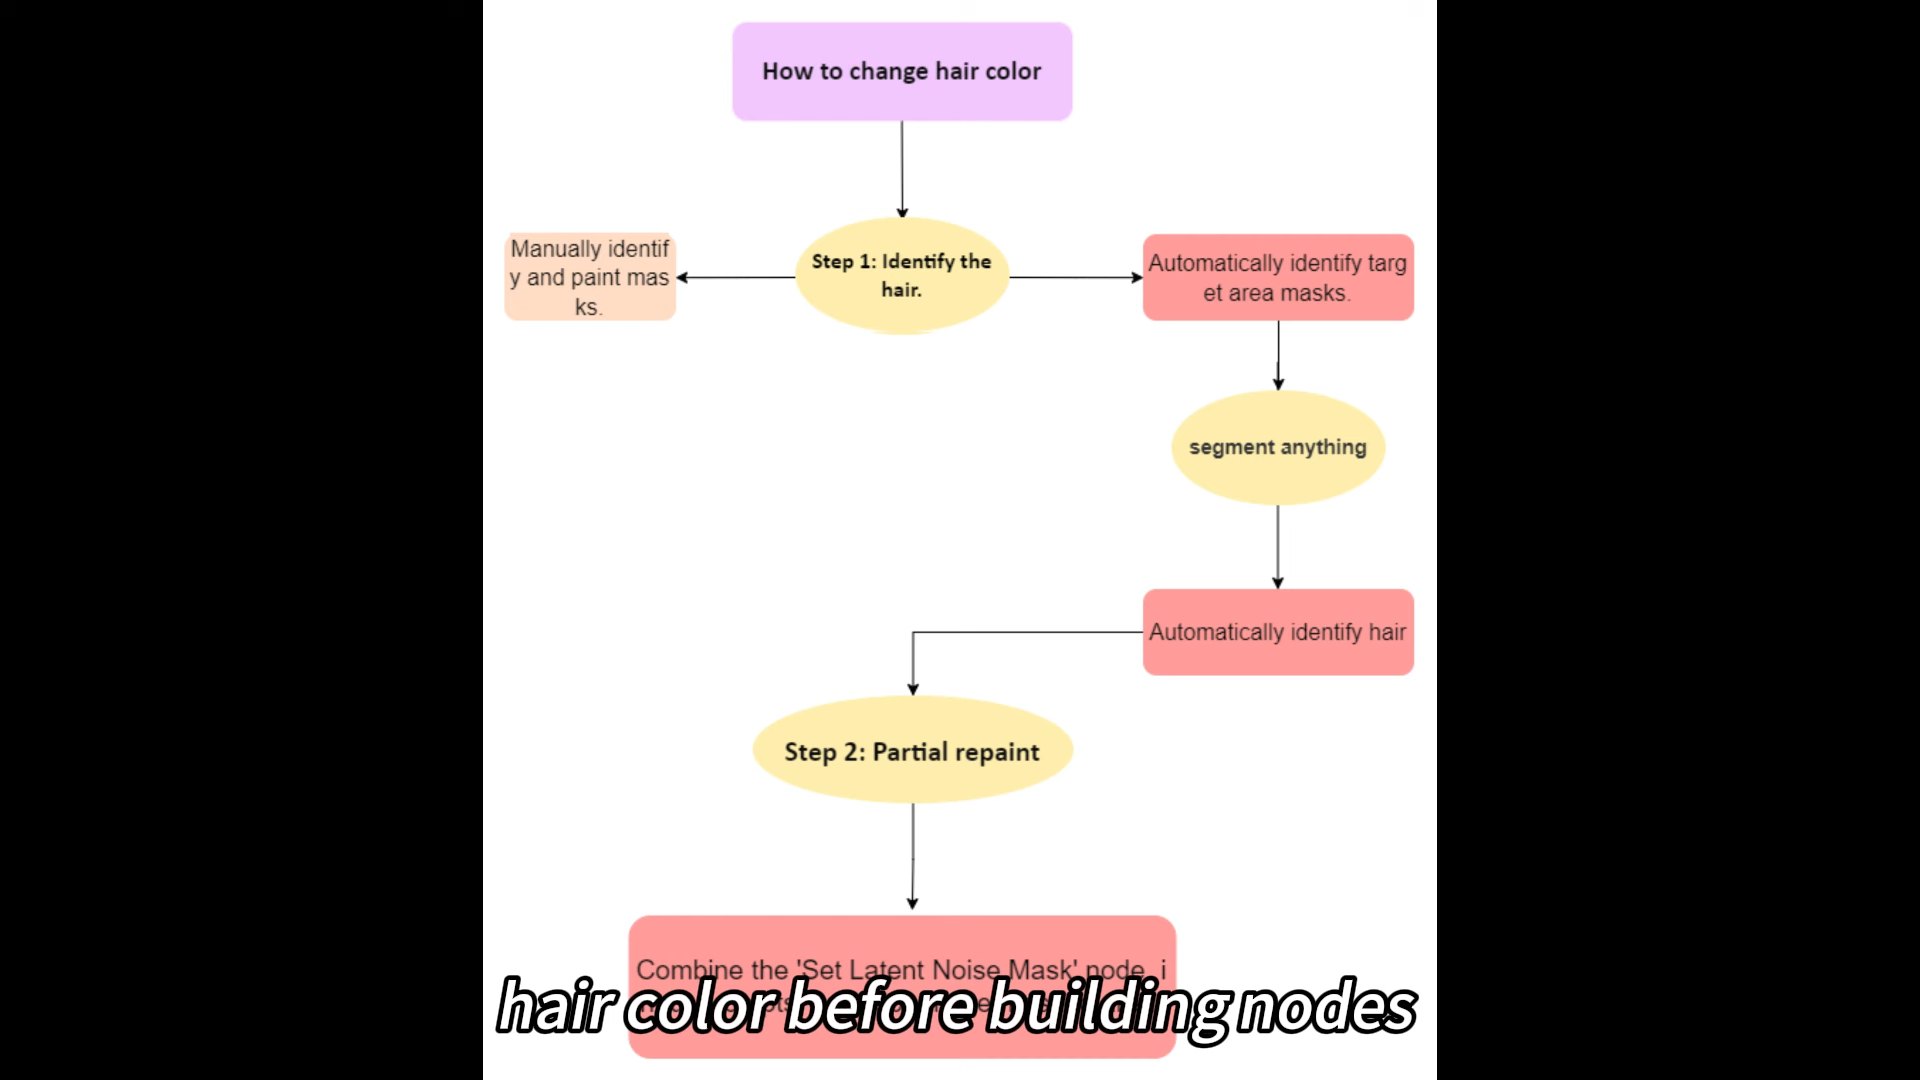 How to change hair color
Manually identif
y and paint mas
ks.
Step 1: Identify the
hair.
Automatically identify targ
et area masks.
segment anything
Automatically identify hair
Step 2: Partial repaint
Combine the 'Set Latent Noise Mask' node, i
hair color before building nodes